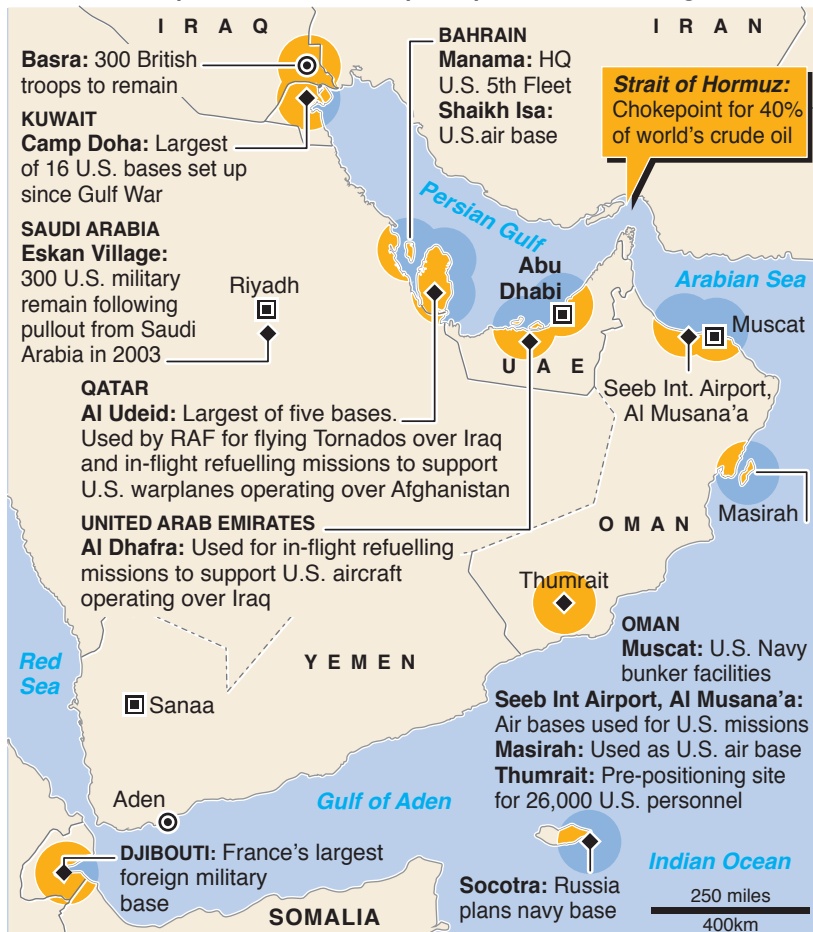 I R A Q
I R A N
Basra: 300 British
troops to remain
KUWAIT
Camp Doha: Largest
of 16 U.S. bases set up
since Gulf War
SAUDI ARABIA
Eskan Village:
300 U.S. military
remain following
pullout from Saudi
Arabia in 2003
BAHRAIN
Manama: HQ
U.S. 5th Fleet
Shaikh Isa:
U.S.air base
Strait of Hormuz:
Chokepoint for 40%
of world's crude oil
Persian Gulf
Riyadh
Abu
Dhabi
Arabian Sea
Muscat
U A E
Seeb Int. Airport,
Al Musana'a
QATAR
Al Udeid: Largest of five bases.
Used by RAF for flying Tornados over Iraq
and in-flight refuelling missions to support
U.S. warplanes operating over Afghanistan
UNITED ARAB EMIRATES
Al Dhafra: Used for in-flight refuelling
missions to support U.S. aircraft
operating over Iraq
O M A N
Masirah
Thumrait
Red
Sea
Y E M E N
Sanaa
OMAN
Muscat: U.S. Navy
bunker facilities
Seeb Int Airport, Al Musana'a:
Air bases used for U.S. missions
Masirah: Used as U.S. air base
Thumrait: Pre-positioning site
for 26,000 U.S. personnel
Aden
Gulf of Aden
DJIBOUTI: France's largest
foreign military
base
SOMALIA
Socotra: Russia
plans navy base
Indian Ocean
250 miles
400km